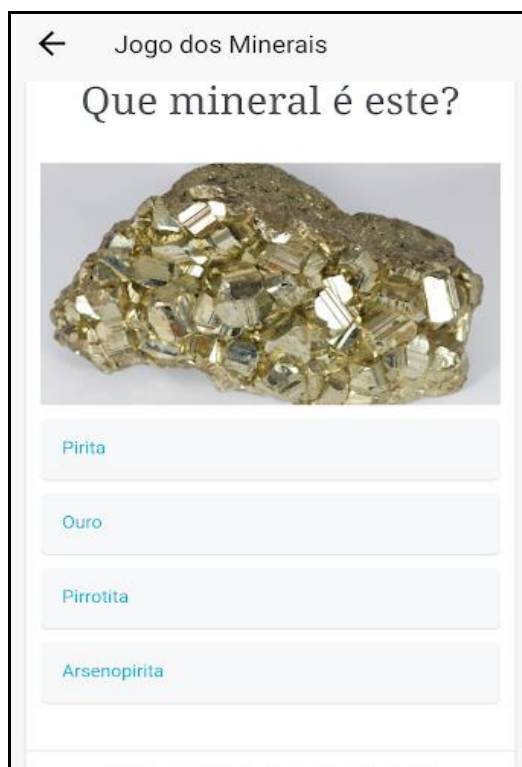 Jogo dos Minerais
Que mineral é este?
Pirita
Ouro
Pirrotita
Arsenopirita